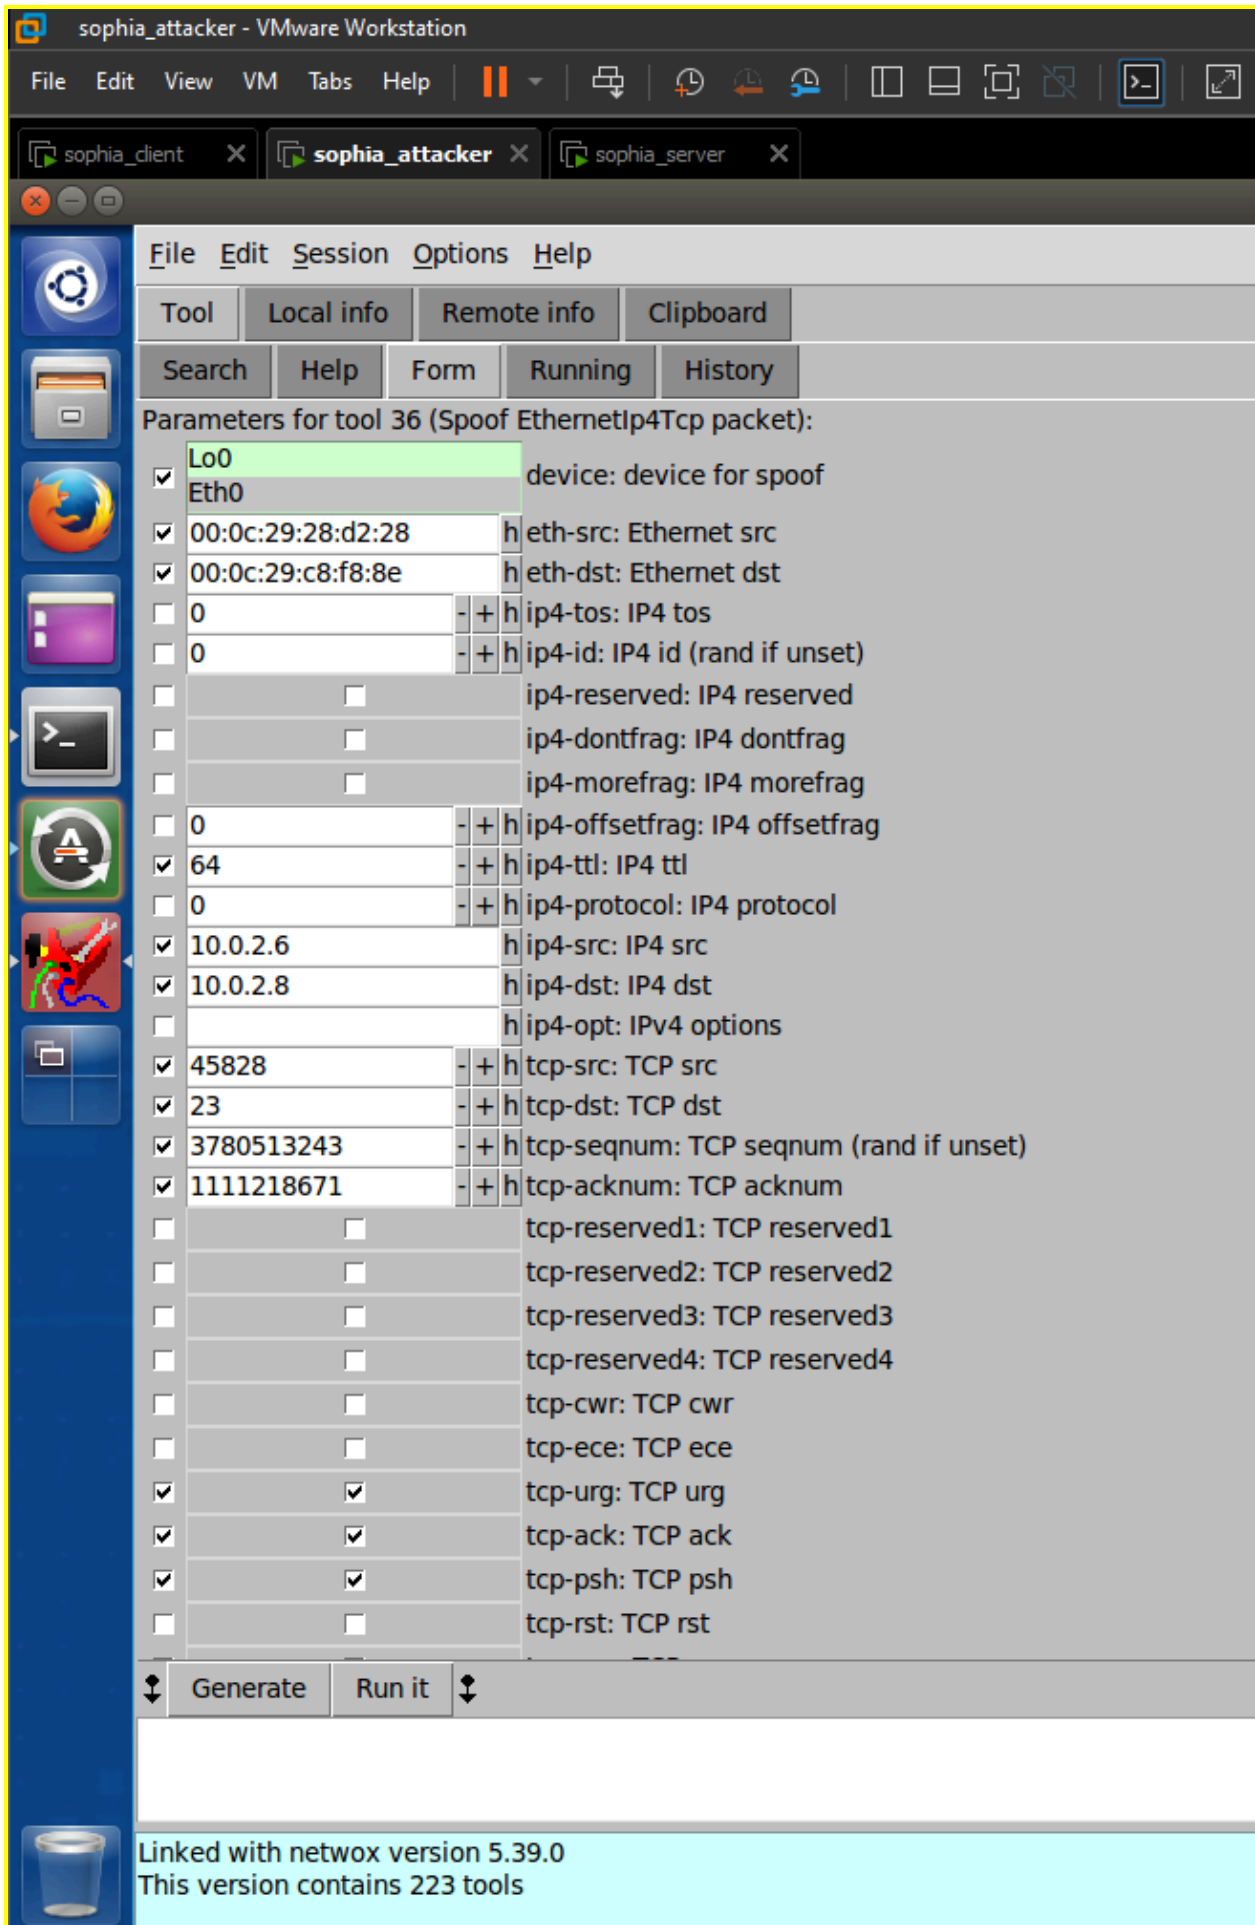 sophia_attacker - VMware Workstation
File Edit View VM Tabs Help
sophia_client sophia_attacker sophia_server
File Edit Session Options Help
Tool Local info Remote info Clipboard
Search Help Form Running History
Parameters for tool 36 (Spoof EthernetIp4Tcp packet):
Lo0
Eth0
device: device for spoof
00:0c:29:28:d2:28 h eth-src: Ethernet src
00:0c:29:c8:f8:8e h eth-dst: Ethernet dst
0 - + h ip4-tos: IP4 tos
0 - + h ip4-id: IP4 id (rand if unset)
ip4-reserved: IP4 reserved
ip4-dontfrag: IP4 dontfrag
ip4-morefrag: IP4 morefrag
0 - + h ip4-offsetfrag: IP4 offsetfrag
64 - + h ip4-ttl: IP4 ttl
0 - + h ip4-protocol: IP4 protocol
10.0.2.6 h ip4-src: IP4 src
10.0.2.8 h ip4-dst: IP4 dst
h ip4-opt: IPv4 options
45828 - + h tcp-src: TCP src
23 - + h tcp-dst: TCP dst
3780513243 - + h tcp-seqnum: TCP seqnum (rand if unset)
1111218671 - + h tcp-acknum: TCP acknum
tcp-reserved1: TCP reserved1
tcp-reserved2: TCP reserved2
tcp-reserved3: TCP reserved3
tcp-reserved4: TCP reserved4
tcp-cwr: TCP cwr
tcp-ece: TCP ece
tcp-urg: TCP urg
tcp-ack: TCP ack
tcp-psh: TCP psh
tcp-rst: TCP rst
Generate Run it
Linked with netwox version 5.39.0
This version contains 223 tools